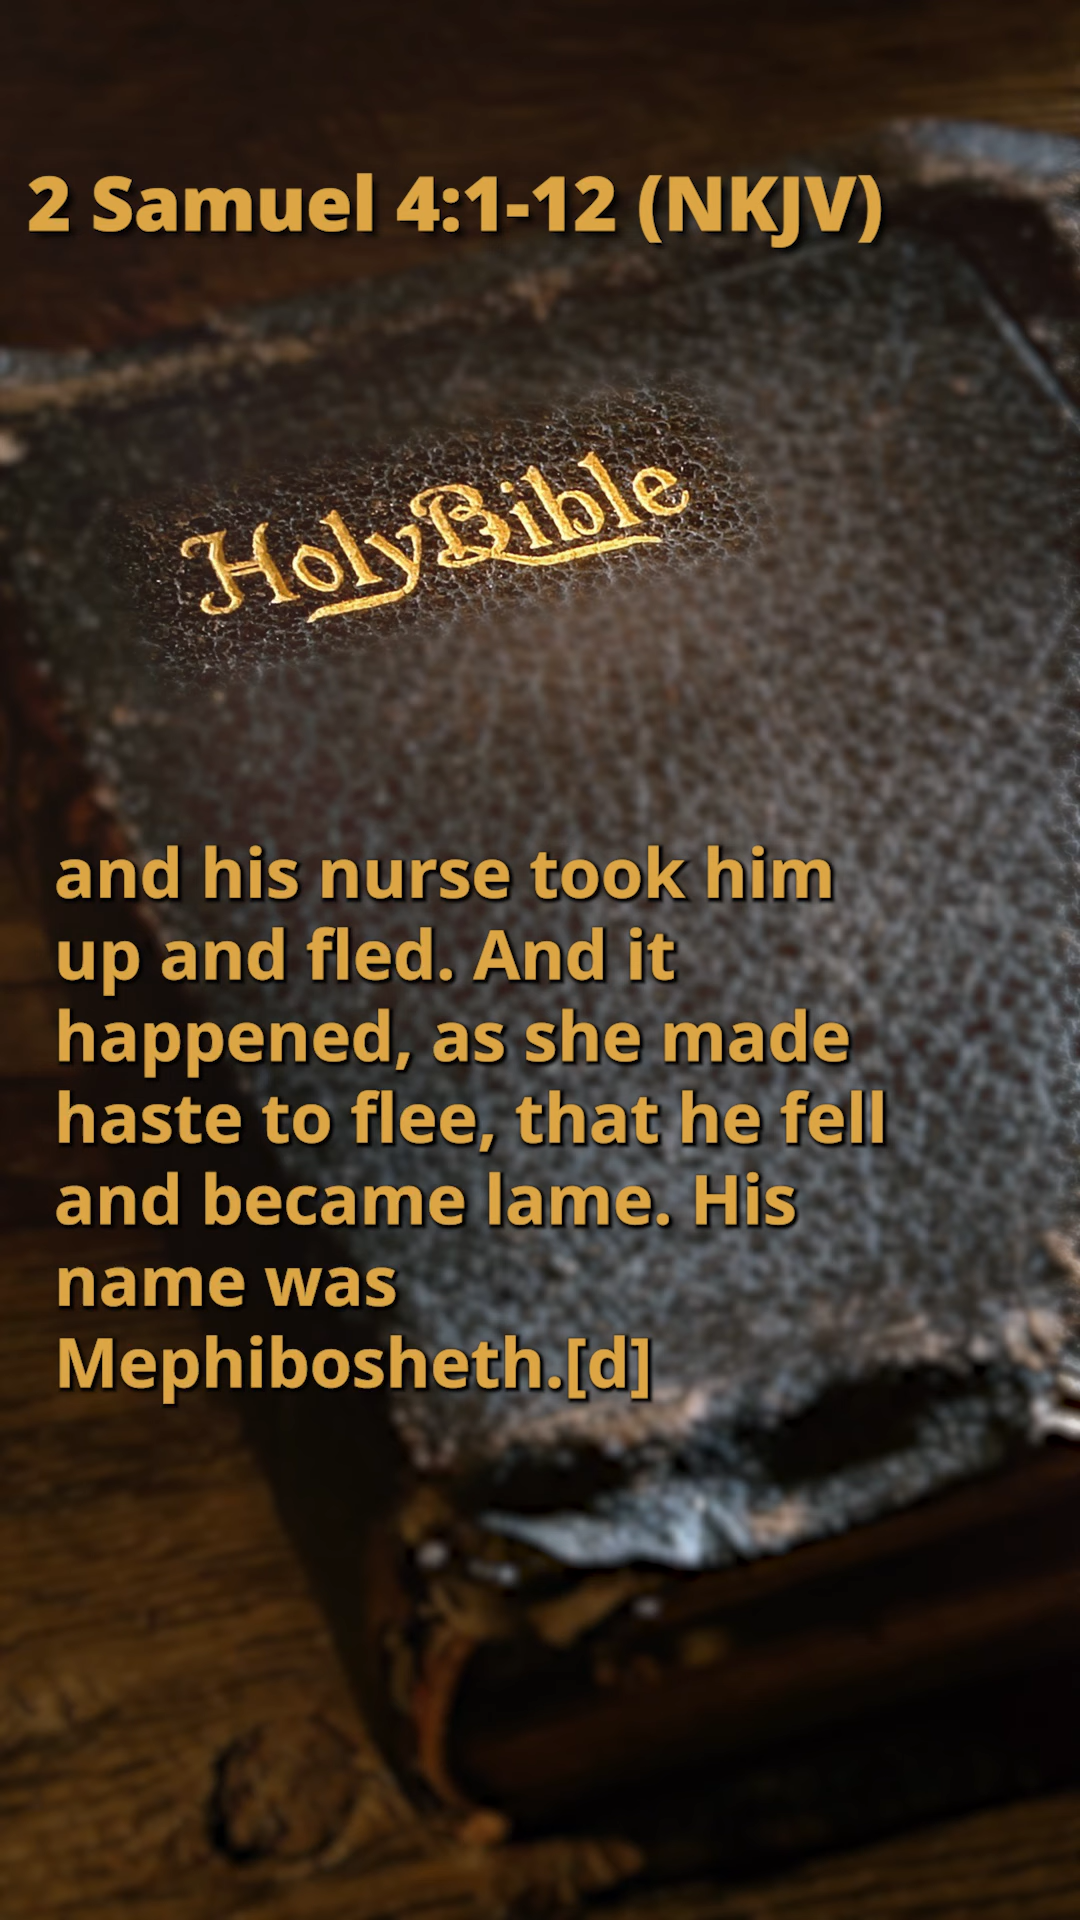 2 Samuel 4:1-12 (NKJV)
Holy Bible
and his nurse took him
up and fled. And it
happened, as she made
haste to flee, that he fell
and became lame. His
name was
Mephibosheth.[d]